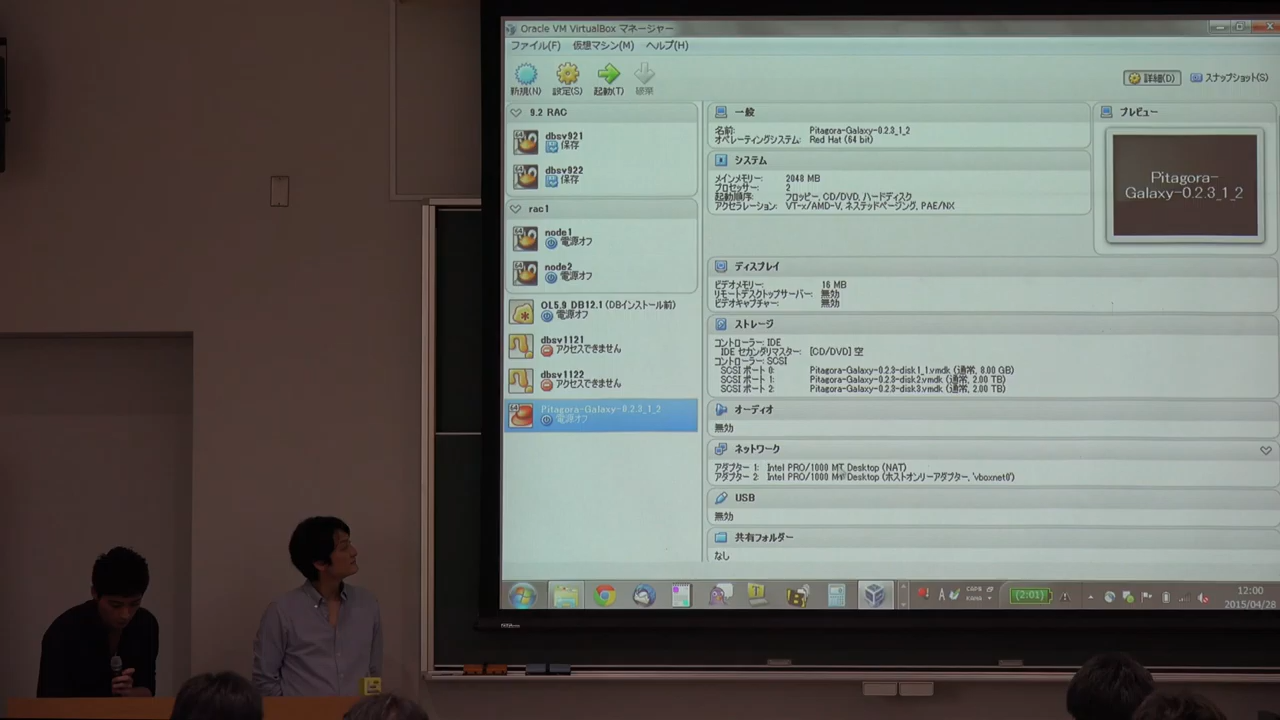 Oracle VM VirtualBox マネージャー
ファイル(F) 仮想マシン(M) ヘルプ(H)
新規(N) 設定(S) 起動(T) 破棄
詳細(D) スナップショット(S)
9.2 RAC
dbsv921
保存
dbsv922
保存
rac1
node1
電源オフ
node2
電源オフ
OL5.9_DB12.1 (DBインストール前)
電源オフ
dbsv1121
アクセスできません
dbsv1122
アクセスできません
Pitagora-Galaxy-0.2.3_1_2
電源オフ
一般
名前: Pitagora-Galaxy-0.2.3_1_2
オペレーティングシステム: Red Hat (64 bit)
システム
メインメモリー: 2048 MB
プロセッサー: 2
起動順序: フロッピー, CD/DVD, ハードディスク
アクセラレーション: VT-x/AMD-V, ネステッドページング, PAE/NX
プレビュー
Pitagora-
Galaxy-0.2.3_1_2
ディスプレイ
ビデオメモリー: 16 MB
リモートデスクトップサーバー: 無効
ビデオキャプチャー: 無効
ストレージ
コントローラー: IDE
IDE セカンダリマスター: [CD/DVD] 空
コントローラー: SCSI
SCSI ポート 0: Pitagora-Galaxy-0.2.3-disk1_1.vmdk (通常, 8.00 GB)
SCSI ポート 1: Pitagora-Galaxy-0.2.3-disk2.vmdk (通常, 2.00 TB)
SCSI ポート 2: Pitagora-Galaxy-0.2.3-disk3.vmdk (通常, 2.00 TB)
オーディオ
無効
ネットワーク
アダプター 1: Intel PRO/1000 MT Desktop (NAT)
アダプター 2: Intel PRO/1000 MT Desktop (ホストオンリーアダプター, 'vboxnet0')
USB
無効
共有フォルダー
なし
CAPS
KANA
(2:01)
12:00
2015/04/28